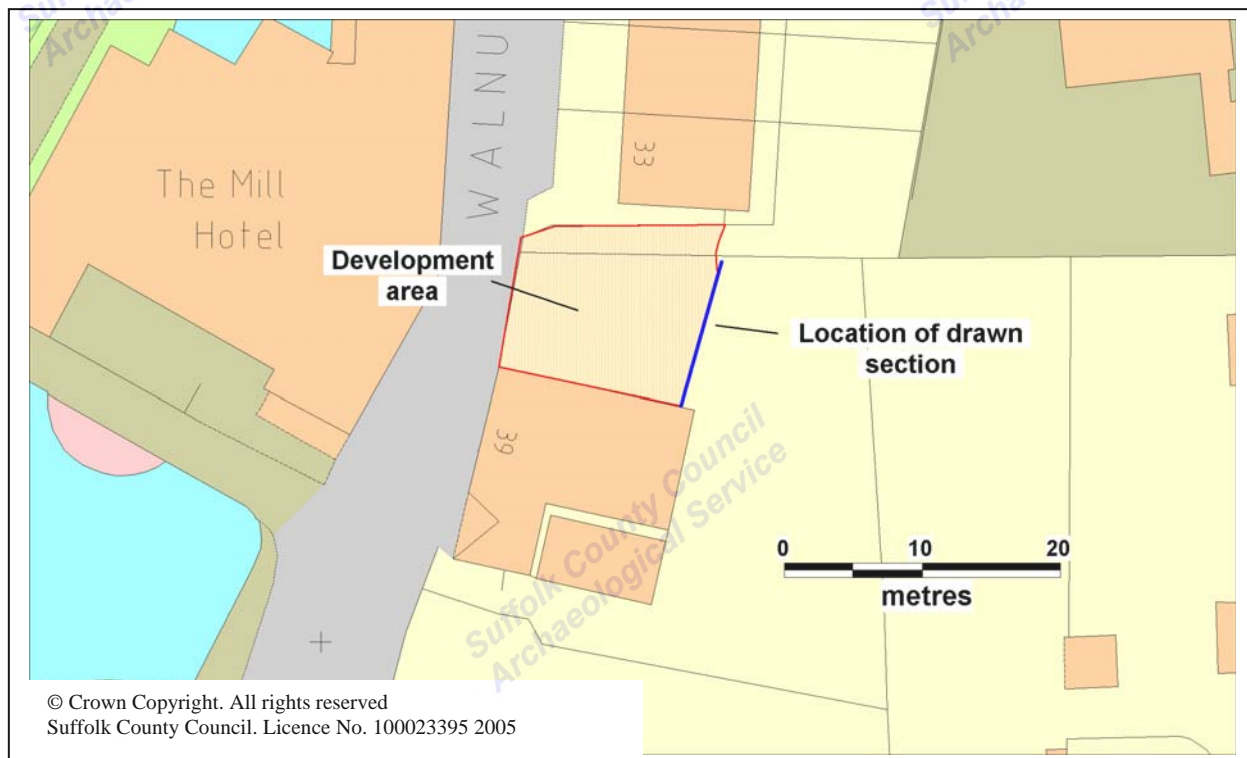 Suffolk County Council
Archaeological Service
The Mill
Hotel
WALNU
33
Development
area
Location of drawn
section
39
0 10 20
metres
© Crown Copyright. All rights reserved
Suffolk County Council. Licence No. 100023395 2005